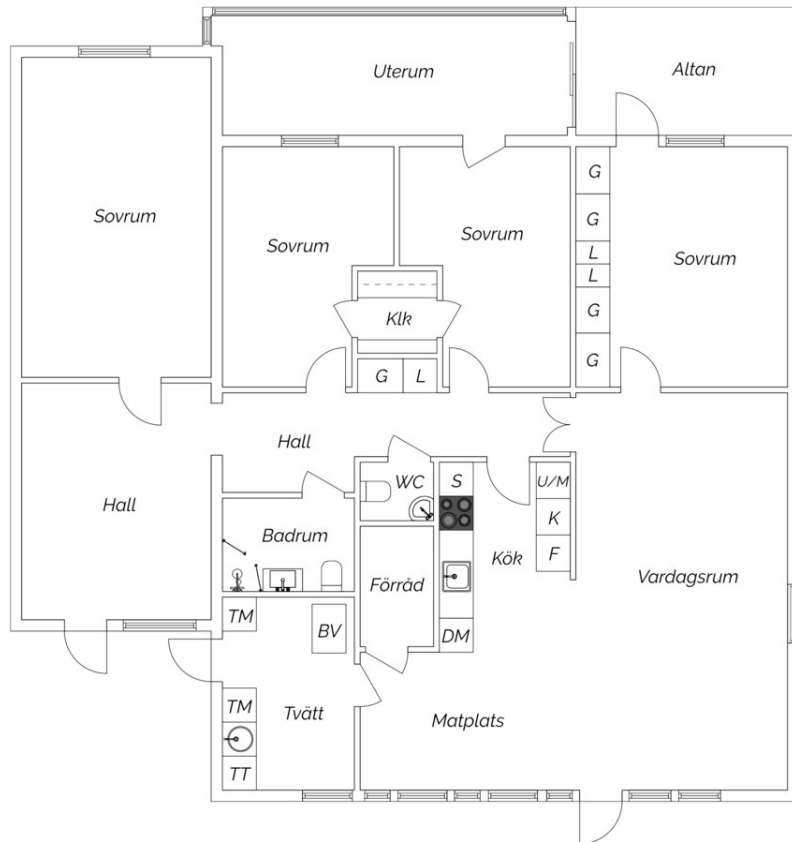 Uterum
Altan
Sovrum
Sovrum
Sovrum
Sovrum
G
G
L
L
G
G
Klk
G
L
Hall
Hall
WC
S
U/M
K
F
Kök
Badrum
Förråd
Vardagsrum
TM
BV
DM
TM
Tvätt
Matplats
TT